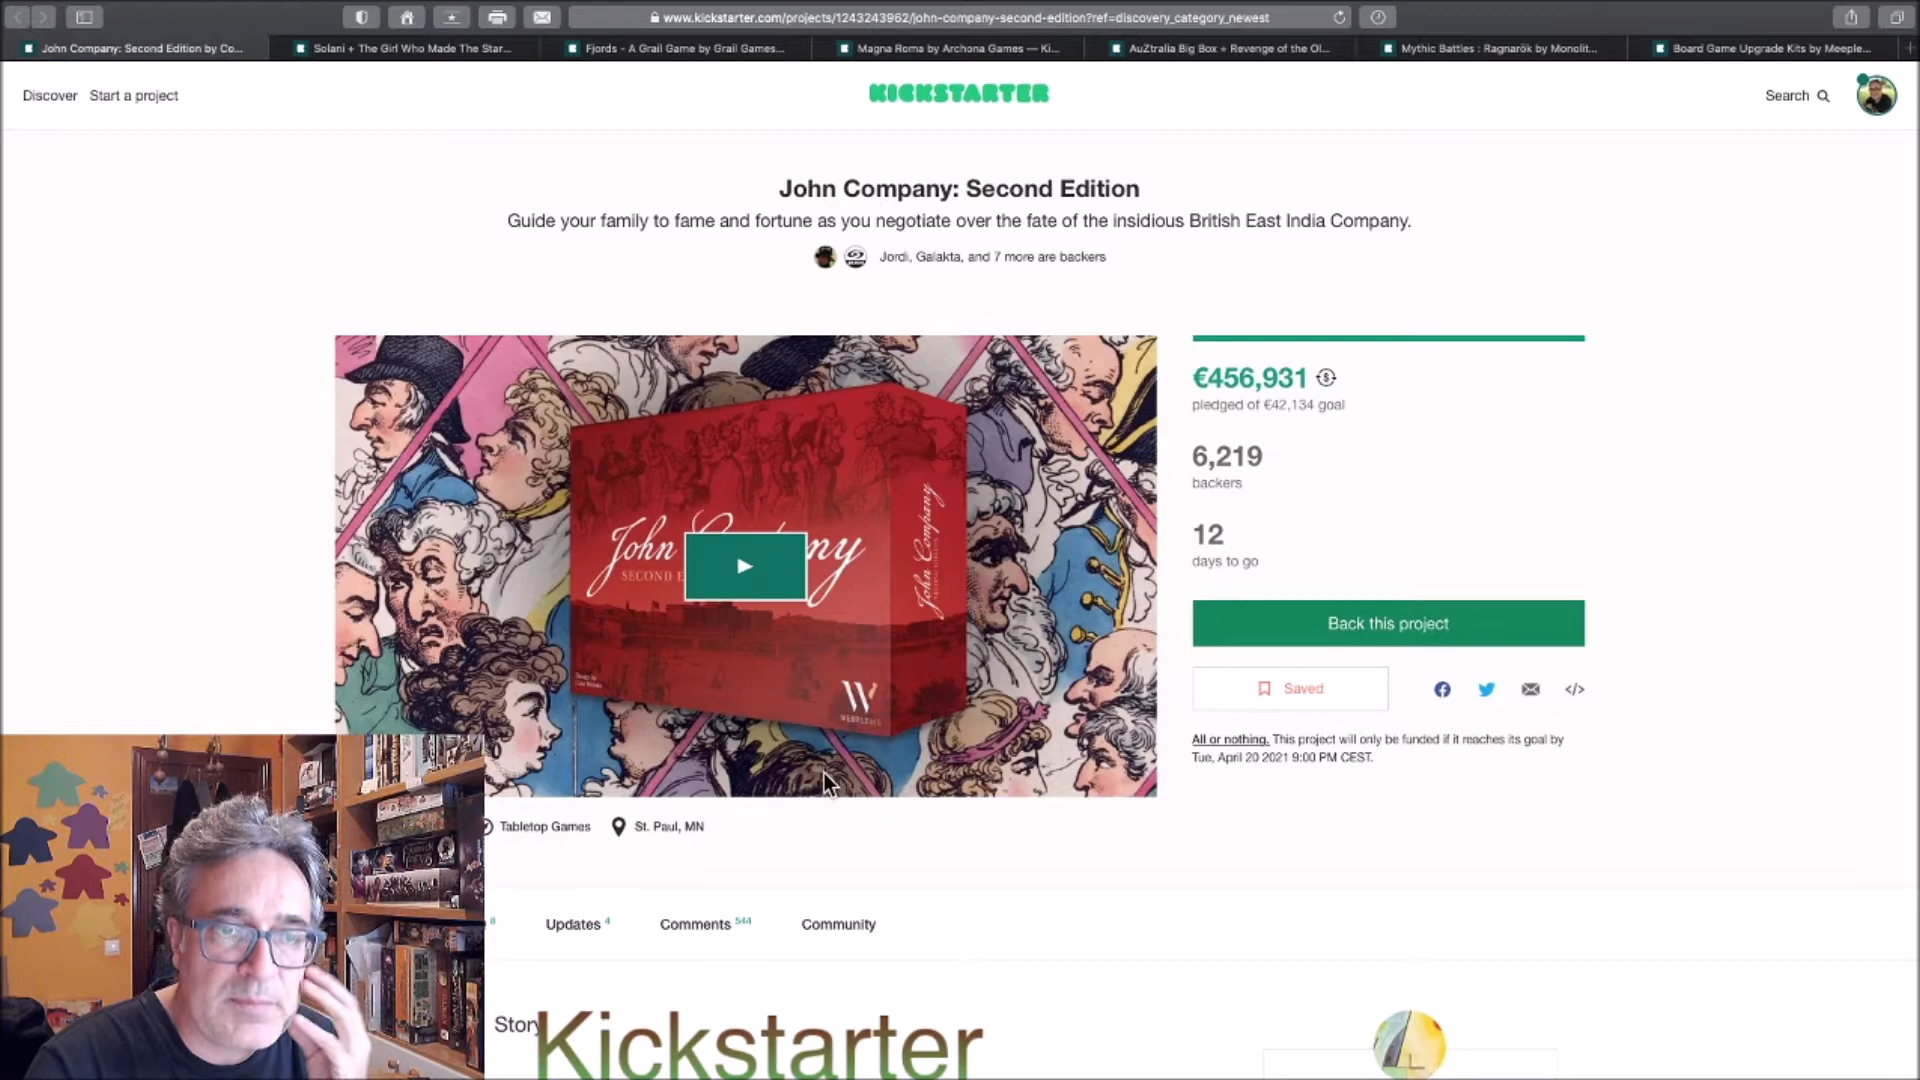 www.kickstarter.com/projects/1243243962/john-company-second-edition?ref=discovery_category_newest
John Company: Second Edition by Co...
Solani + The Girl Who Made The Star...
Fjords - A Grail Game by Grail Games...
Magna Roma by Archona Games — Ki...
AuZtralia Big Box + Revenge of the Ol...
Mythic Battles : Ragnarök by Monolit...
Board Game Upgrade Kits by Meeple...
Discover Start a project
KICKSTARTER
Search
John Company: Second Edition
Guide your family to fame and fortune as you negotiate over the fate of the insidious British East India Company.
Jordi, Galakta, and 7 more are backers
John
ny
SECOND E
John Company
W
€456,931
pledged of €42,134 goal
6,219
backers
12
days to go
Back this project
Saved
All or nothing. This project will only be funded if it reaches its goal by
Tue, April 20 2021 9:00 PM CEST.
Tabletop Games
St. Paul, MN
8
Updates 4
Comments 544
Community
Story
Kickstarter